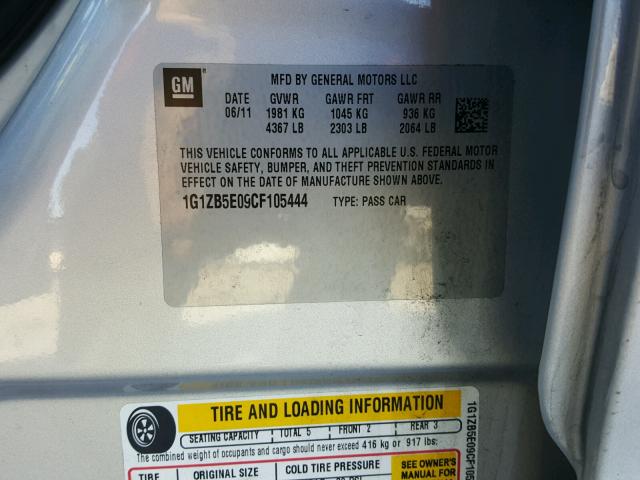 GM
MFD BY GENERAL MOTORS LLC
DATE GVWR GAWR FRT GAWR RR
06/11 1981 KG 1045 KG 936 KG
4367 LB 2303 LB 2064 LB
THIS VEHICLE CONFORMS TO ALL APPLICABLE U.S. FEDERAL MOTOR
VEHICLE SAFETY, BUMPER, AND THEFT PREVENTION STANDARDS IN
EFFECT ON THE DATE OF MANUFACTURE SHOWN ABOVE.
1G1ZB5E09CF105444 TYPE: PASS CAR
TIRE AND LOADING INFORMATION
SEATING CAPACITY TOTAL 5 FRONT 2 REAR 3
The combined weight of occupants and cargo should never exceed 416 kg or 917 lbs.
TIRE ORIGINAL SIZE COLD TIRE PRESSURE
SEE OWNER'S
MANUAL FOR
1G1ZB5E09CF105